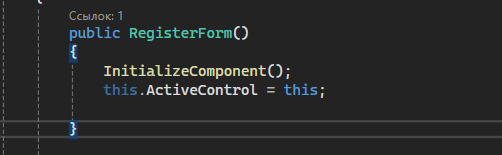 {
Ссылок: 1
public RegisterForm()
{
InitializeComponent();
this.ActiveControl = this;
}